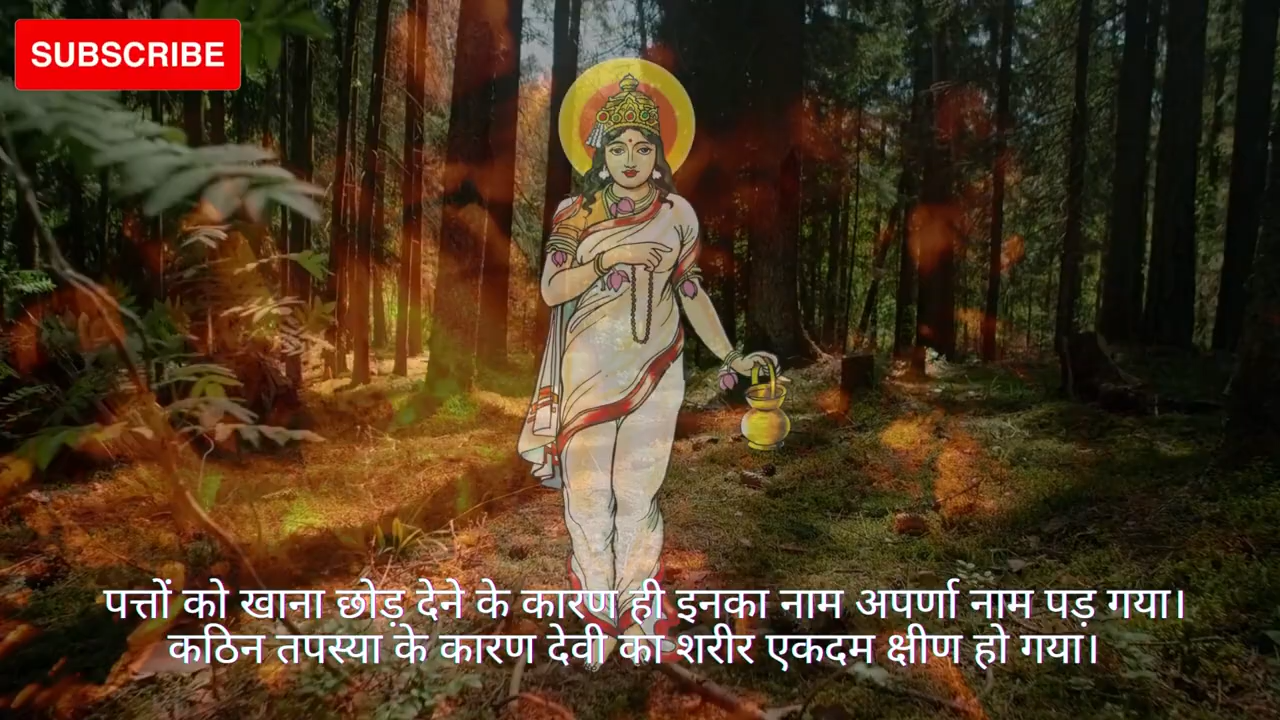 SUBSCRIBE
पत्तों को खाना छोड़ देने के कारण ही इनका नाम अपर्णा नाम पड़ गया।
कठिन तपस्या के कारण देवी का शरीर एकदम क्षीण हो गया।